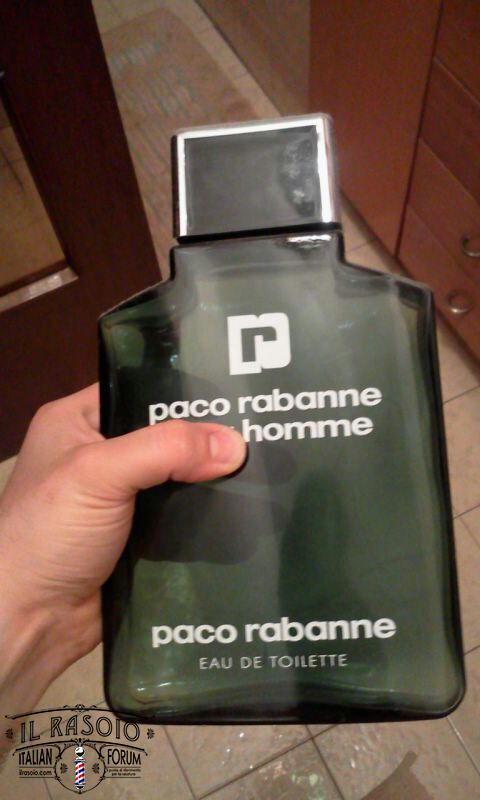 paco rabanne
homme
paco rabanne
EAU DE TOILETTE
IL RASOIO
ITALIAN FORUM
ilrasoio.com